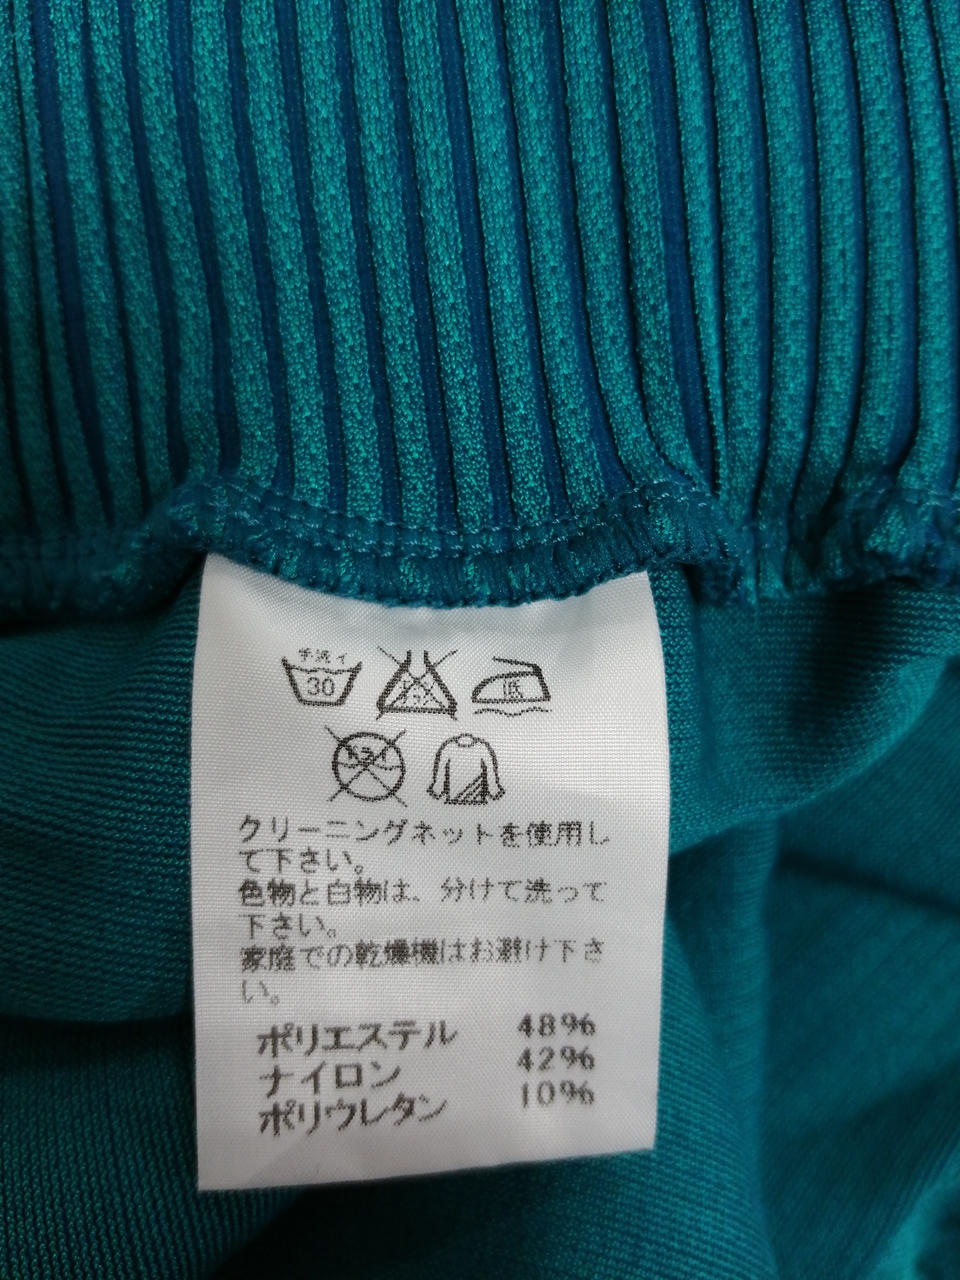 手洗イ
30
低
ドライ
クリーニングネットを使用し
て下さい。
色物と白物は、分けて洗って
下さい。
家庭での乾燥機はお避け下さ
い。
ポリエステル 48%
ナイロン 42%
ポリウレタン 10%